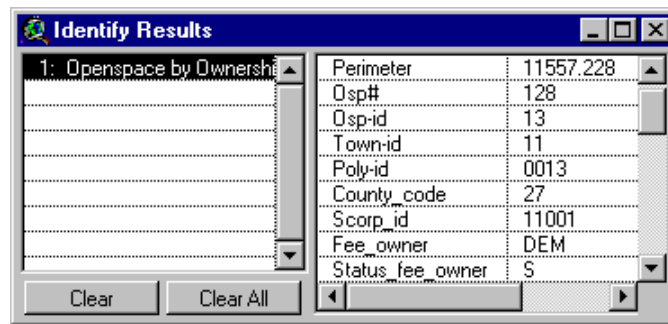 Identify Results
1: Openspace by Ownershi
Perimeter 11557.228
Osp# 128
Osp-id 13
Town-id 11
Poly-id 0013
County_code 27
Scorp_id 11001
Fee_owner DEM
Status_fee_owner S
Clear Clear All